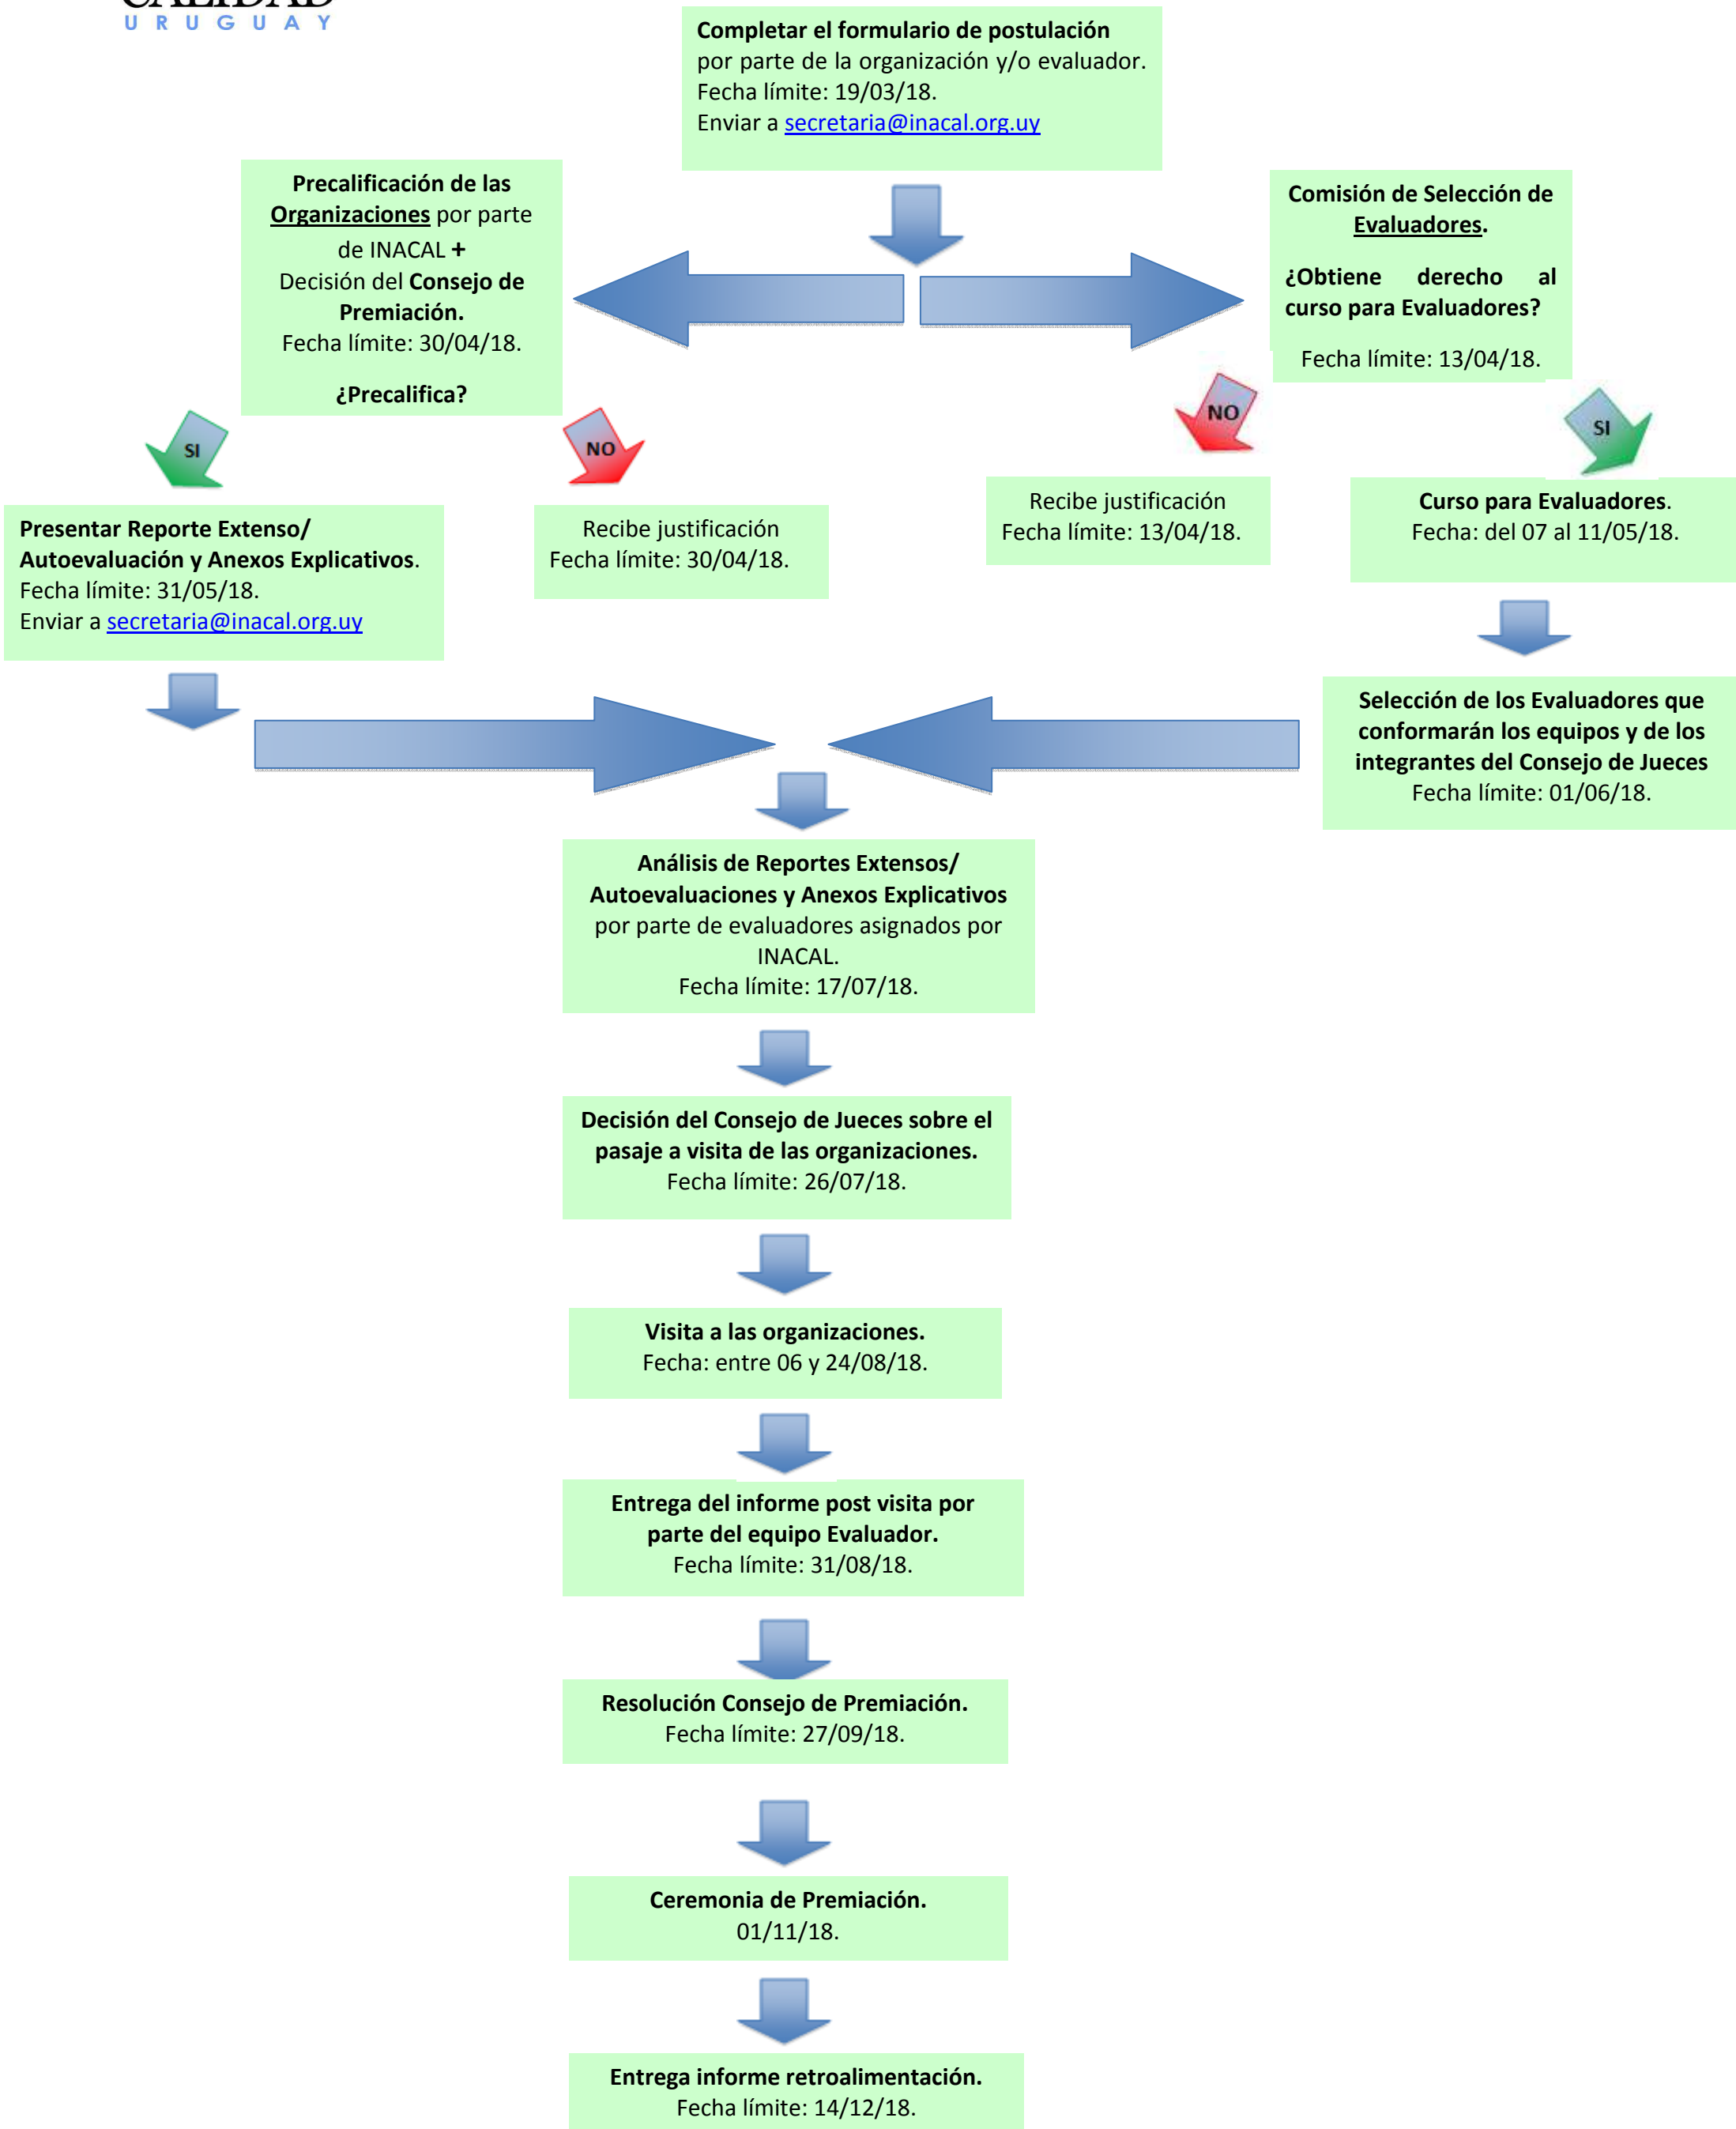 CALIDAD
URUGUAY
Completar el formulario de postulación
por parte de la organización y/o evaluador.
Fecha límite: 19/03/18.
Enviar a secretaria@inacal.org.uy
Precalificación de las
Organizaciones por parte
de INACAL +
Decisión del Consejo de
Premiación.
Fecha límite: 30/04/18.
¿Precalifica?
Comisión de Selección de
Evaluadores.
¿Obtiene derecho al
curso para Evaluadores?
Fecha límite: 13/04/18.
SI
NO
NO
SI
Presentar Reporte Extenso/
Autoevaluación y Anexos Explicativos.
Fecha límite: 31/05/18.
Enviar a secretaria@inacal.org.uy
Recibe justificación
Fecha límite: 30/04/18.
Recibe justificación
Fecha límite: 13/04/18.
Curso para Evaluadores.
Fecha: del 07 al 11/05/18.
Selección de los Evaluadores que
conformarán los equipos y de los
integrantes del Consejo de Jueces
Fecha límite: 01/06/18.
Análisis de Reportes Extensos/
Autoevaluaciones y Anexos Explicativos
por parte de evaluadores asignados por
INACAL.
Fecha límite: 17/07/18.
Decisión del Consejo de Jueces sobre el
pasaje a visita de las organizaciones.
Fecha límite: 26/07/18.
Visita a las organizaciones.
Fecha: entre 06 y 24/08/18.
Entrega del informe post visita por
parte del equipo Evaluador.
Fecha límite: 31/08/18.
Resolución Consejo de Premiación.
Fecha límite: 27/09/18.
Ceremonia de Premiación.
01/11/18.
Entrega informe retroalimentación.
Fecha límite: 14/12/18.